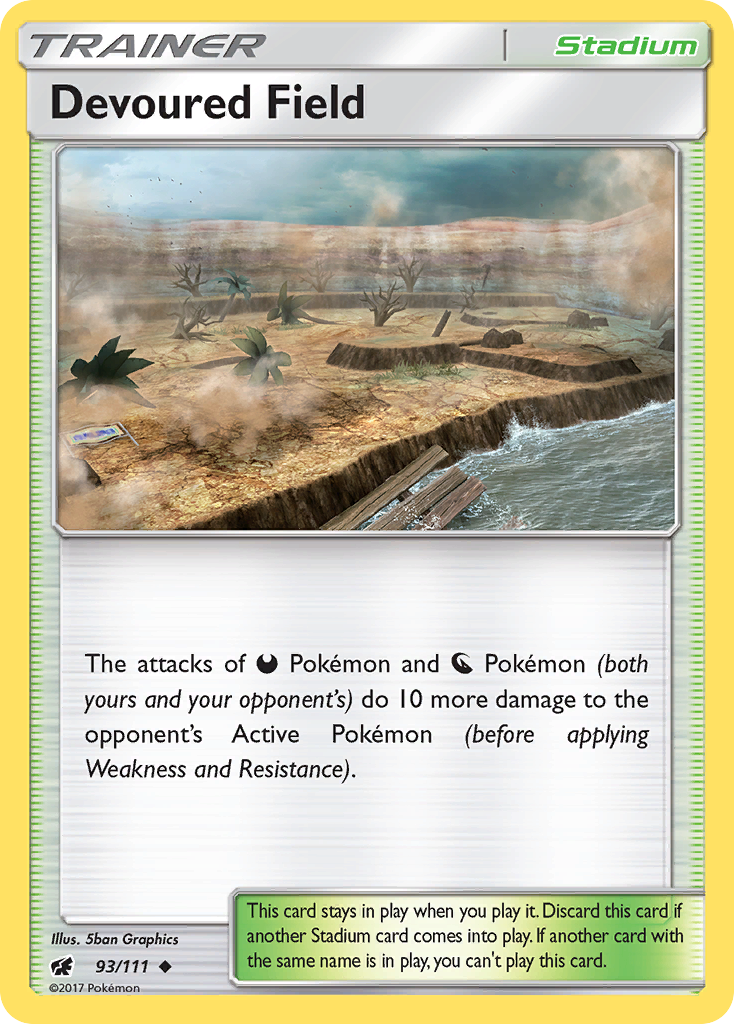 TRAINER Stadium
Devoured Field
The attacks of Pokémon and Pokémon (both
yours and your opponent's) do 10 more damage to the
opponent's Active Pokémon (before applying
Weakness and Resistance).
This card stays in play when you play it. Discard this card if
another Stadium card comes into play. If another card with
the same name is in play, you can't play this card.
Illus. 5ban Graphics
93/111
©2017 Pokémon